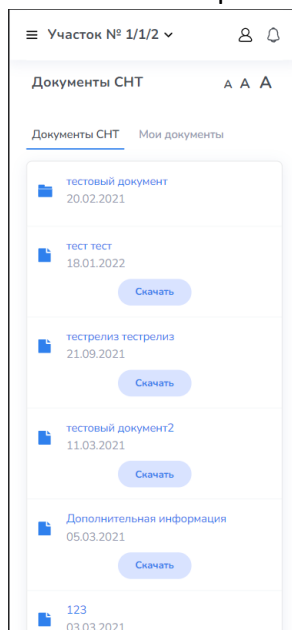 Участок № 1/1/2
Документы СНТ
A A A
Документы СНТ Мои документы
тестовый документ
20.02.2021
тест тест
18.01.2022
Скачать
тестрелиз тестрелиз
21.09.2021
Скачать
тестовый документ2
11.03.2021
Скачать
Дополнительная информация
05.03.2021
Скачать
123
03.03.2021